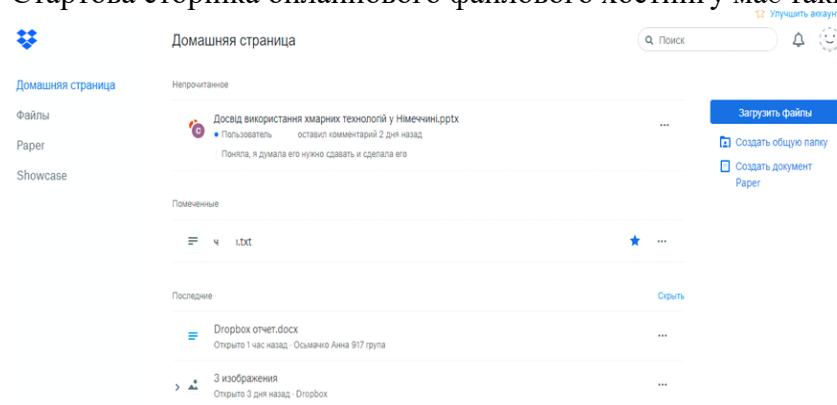 Стартова сторінка онлайнового файлового хостингу має
Улучшить аккаунт
Домашняя страница
Поиск
Домашняя страница
Файлы
Paper
Showcase
Непрочитанное
С
Досвід використання хмарних технологій у Німеччині.pptx
Пользователь оставил комментарий 2 дня назад
Поняла, я думала его нужно сдавать и сделала его
Загрузить файлы
Создать общую папку
Создать документ
Paper
Помеченные
ч і.txt
Последние
Скрыть
Dropbox отчет.docx
Открыто 1 час назад · Осьмачко Анна 917 група
3 изображения
Открыто 3 дня назад · Dropbox